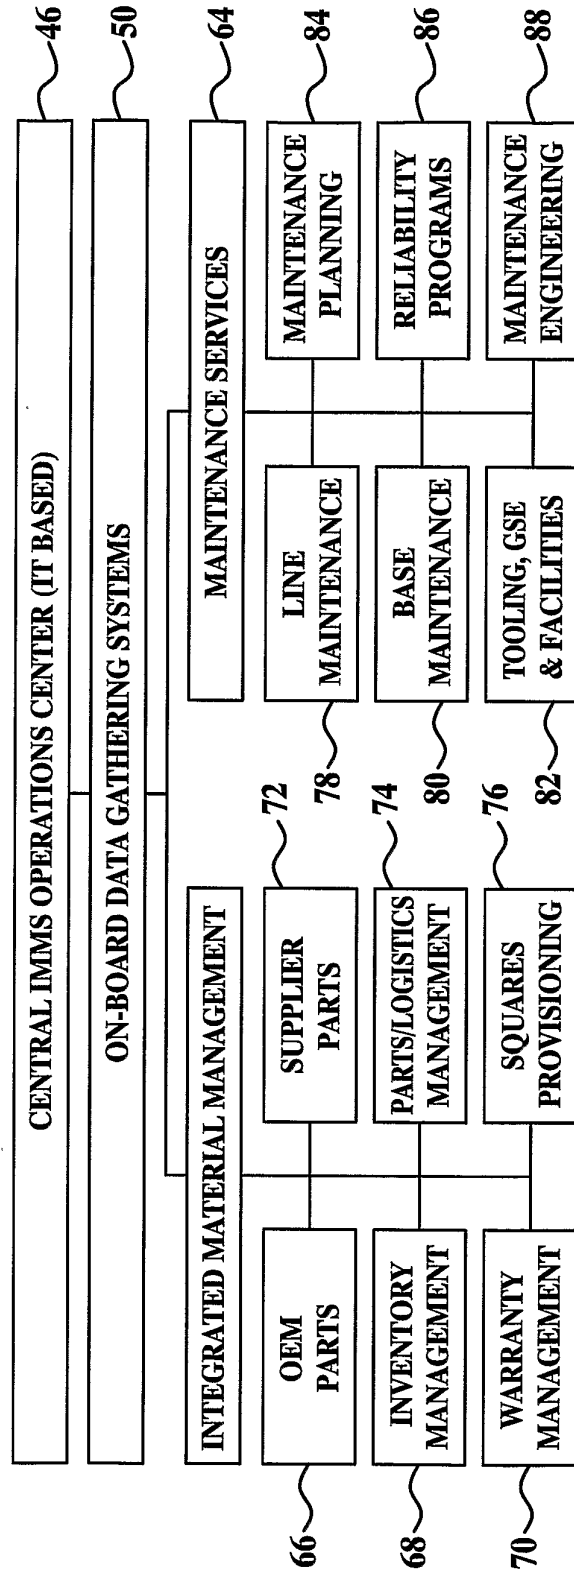 CENTRAL IMMS OPERATIONS CENTER (IT BASED)
46
ON-BOARD DATA GATHERING SYSTEMS
50
INTEGRATED MATERIAL MANAGEMENT
MAINTENANCE SERVICES
64
66
OEM
PARTS
SUPPLIER
PARTS
72
68
INVENTORY
MANAGEMENT
PARTS/LOGISTICS
MANAGEMENT
74
70
WARRANTY
MANAGEMENT
SQUARES
PROVISIONING
76
78
LINE
MAINTENANCE
MAINTENANCE
PLANNING
84
80
BASE
MAINTENANCE
RELIABILITY
PROGRAMS
86
82
TOOLING, GSE
& FACILITIES
MAINTENANCE
ENGINEERING
88